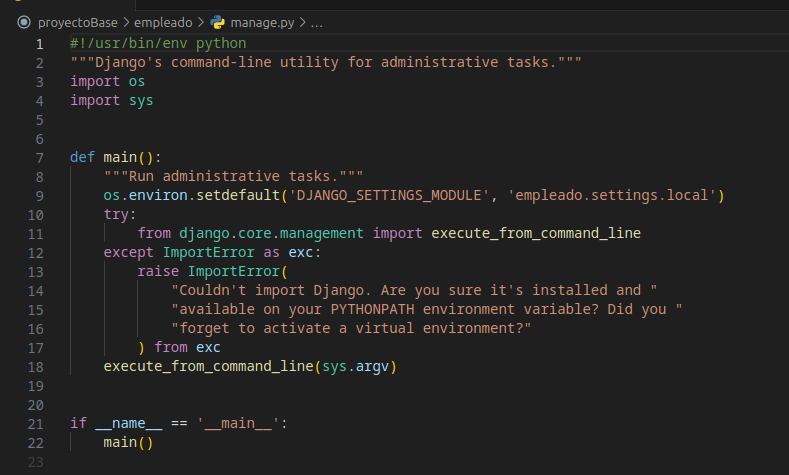 proyectoBase > empleado > manage.py > ...
1 #!/usr/bin/env python
2 """Django's command-line utility for administrative tasks."""
3 import os
4 import sys
5
6
7 def main():
8     """Run administrative tasks."""
9     os.environ.setdefault('DJANGO_SETTINGS_MODULE', 'empleado.settings.local')
10     try:
11         from django.core.management import execute_from_command_line
12     except ImportError as exc:
13         raise ImportError(
14             "Couldn't import Django. Are you sure it's installed and "
15             "available on your PYTHONPATH environment variable? Did you "
16             "forget to activate a virtual environment?"
17         ) from exc
18     execute_from_command_line(sys.argv)
19
20
21 if __name__ == '__main__':
22     main()
23